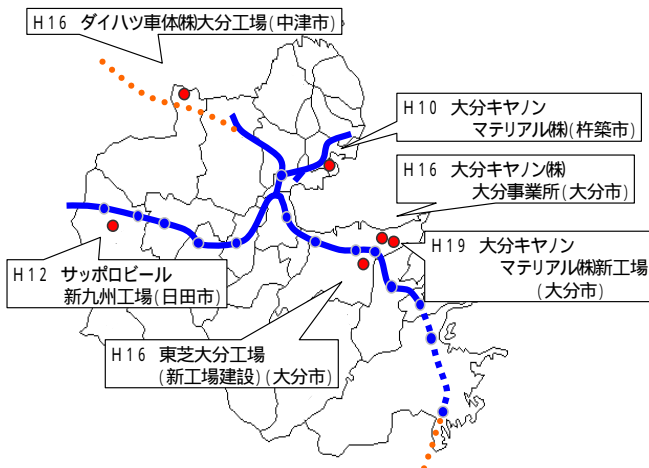 H16 ダイハツ車体㈱大分工場(中津市)
H10 大分キヤノン
マテリアル㈱(杵築市)
H16 大分キヤノン㈱
大分事業所(大分市)
H19 大分キヤノン
マテリアル㈱新工場
(大分市)
H12 サッポロビール
新九州工場(日田市)
H16 東芝大分工場
(新工場建設)(大分市)